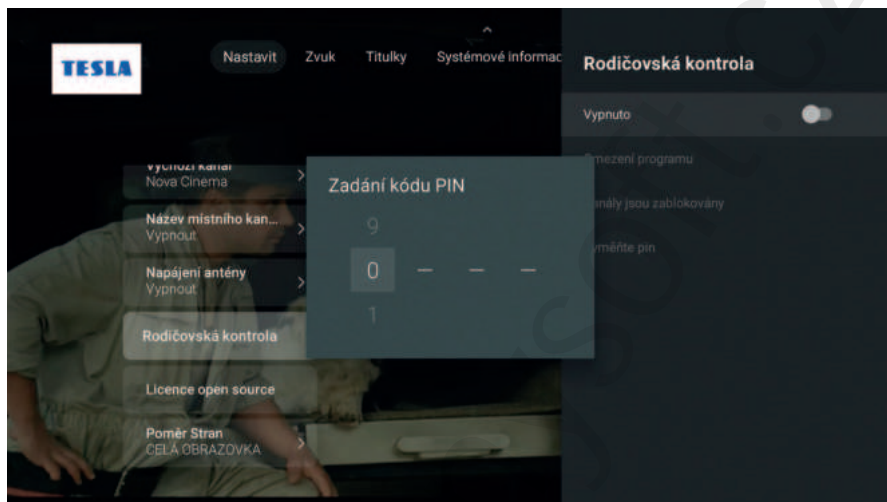 TESLA
Nastavit Zvuk Titulky Systémové informac
Rodičovská kontrola
Vypnuto
Omezení programu
Kanály jsou zablokovány
Vyměňte pin
Výchozí kanál
Nova Cinema
Název místního kan...
Vypnout
Napájení antény
Vypnout
Rodičovská kontrola
Licence open source
Poměr Stran
CELÁ OBRAZOVKA
Zadání kódu PIN
9
0 – – –
1